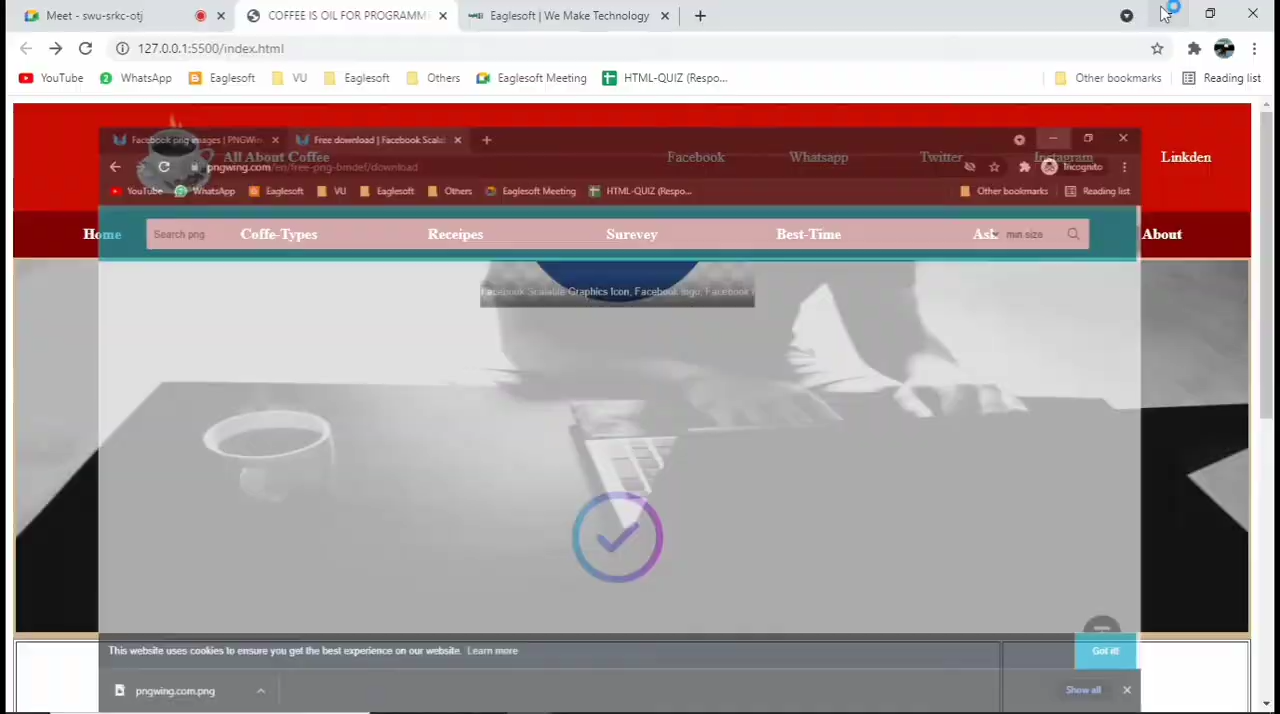 Meet - swu-srkc-otj
COFFEE IS OIL FOR PROGRAMM
Eaglesoft | We Make Technology
127.0.0.1:5500/index.html
YouTube
WhatsApp
Eaglesoft
VU
Eaglesoft
Others
Eaglesoft Meeting
HTML-QUIZ (Respo...
Other bookmarks
Reading list
Facebook png images | PNGWin
Free download | Facebook Scala
All About Coffee
Facebook
Whatsapp
Twitter
Instagram
Linkden
pngwing.com/en/free-png-bmdef/download
Incognito
YouTube
WhatsApp
Eaglesoft
VU
Eaglesoft
Others
Eaglesoft Meeting
HTML-QUIZ (Respo...
Other bookmarks
Reading list
Home
Search png
Coffe-Types
Receipes
Surevey
Best-Time
Ask
min size
About
Facebook Scalable Graphics Icon, Facebook logo, Facebook
This website uses cookies to ensure you get the best experience on our website.
Learn more
Got it!
pngwing.com.png
Show all